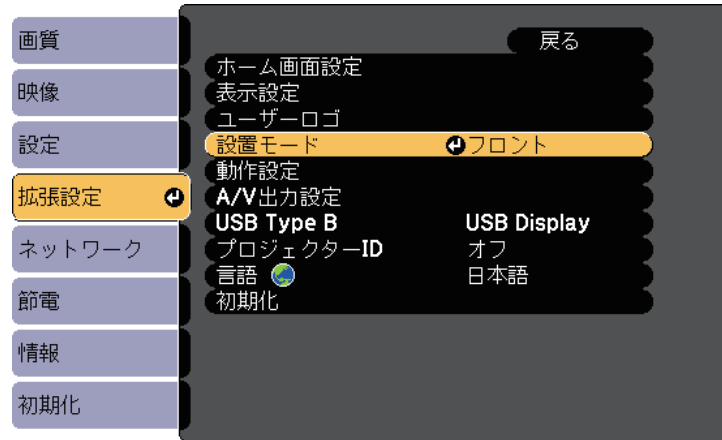 画質
映像
設定
拡張設定
ネットワーク
節電
情報
初期化
戻る
ホーム画面設定
表示設定
ユーザーロゴ
設置モード フロント
動作設定
A/V出力設定
USB Type B USB Display
プロジェクターID オフ
言語 日本語
初期化